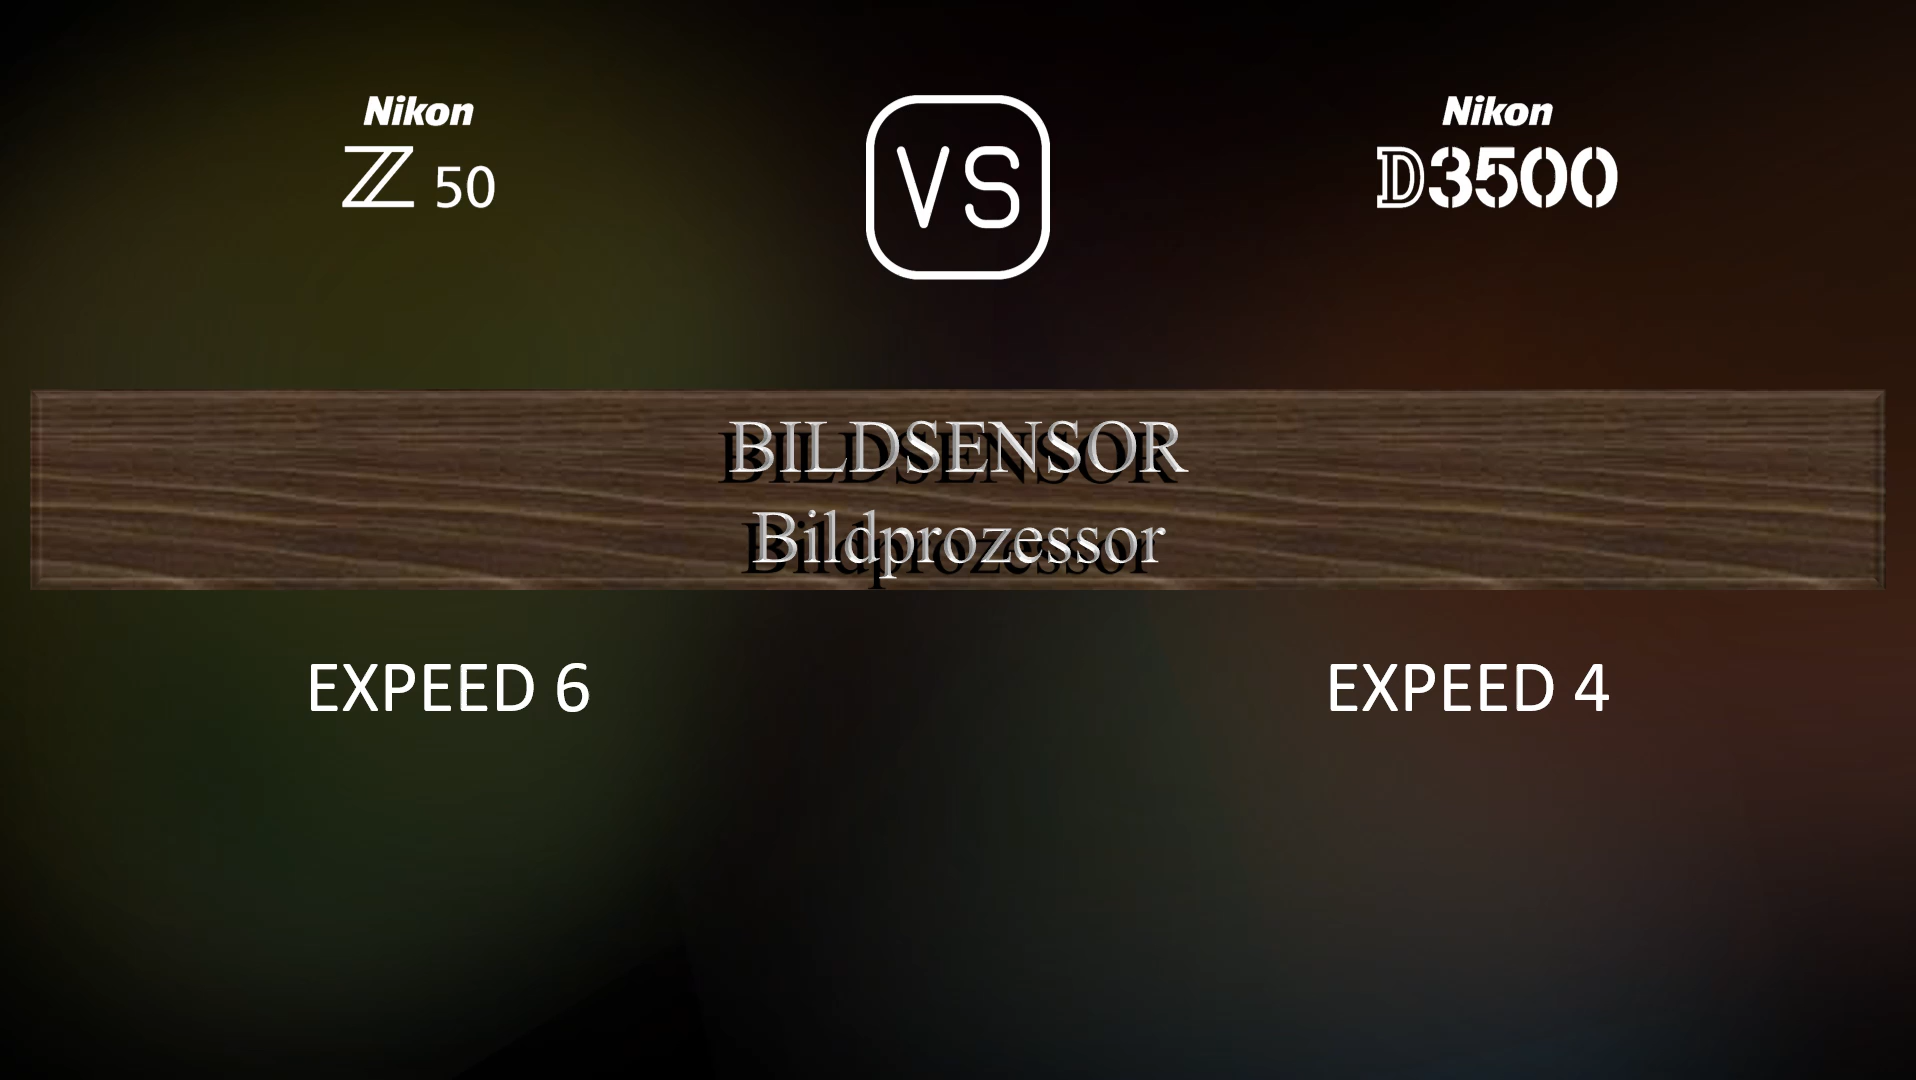 Nikon
Z 50
VS
Nikon
D3500
BILDSENSOR
Bildprozessor
EXPEED 6
EXPEED 4